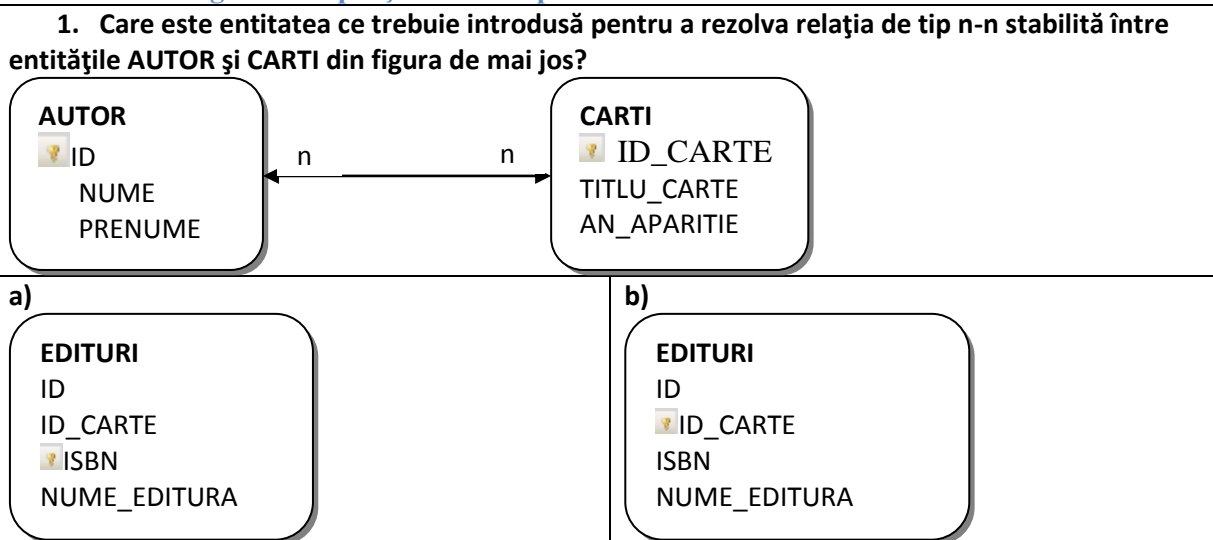 1. Care este entitatea ce trebuie introdusă pentru a rezolva relaţia de tip n-n stabilită între
entităţile AUTOR şi CARTI din figura de mai jos?
AUTOR
ID
NUME
PRENUME
n
n
CARTI
ID_CARTE
TITLU_CARTE
AN_APARITIE
a)
EDITURI
ID
ID_CARTE
ISBN
NUME_EDITURA
b)
EDITURI
ID
ID_CARTE
ISBN
NUME_EDITURA